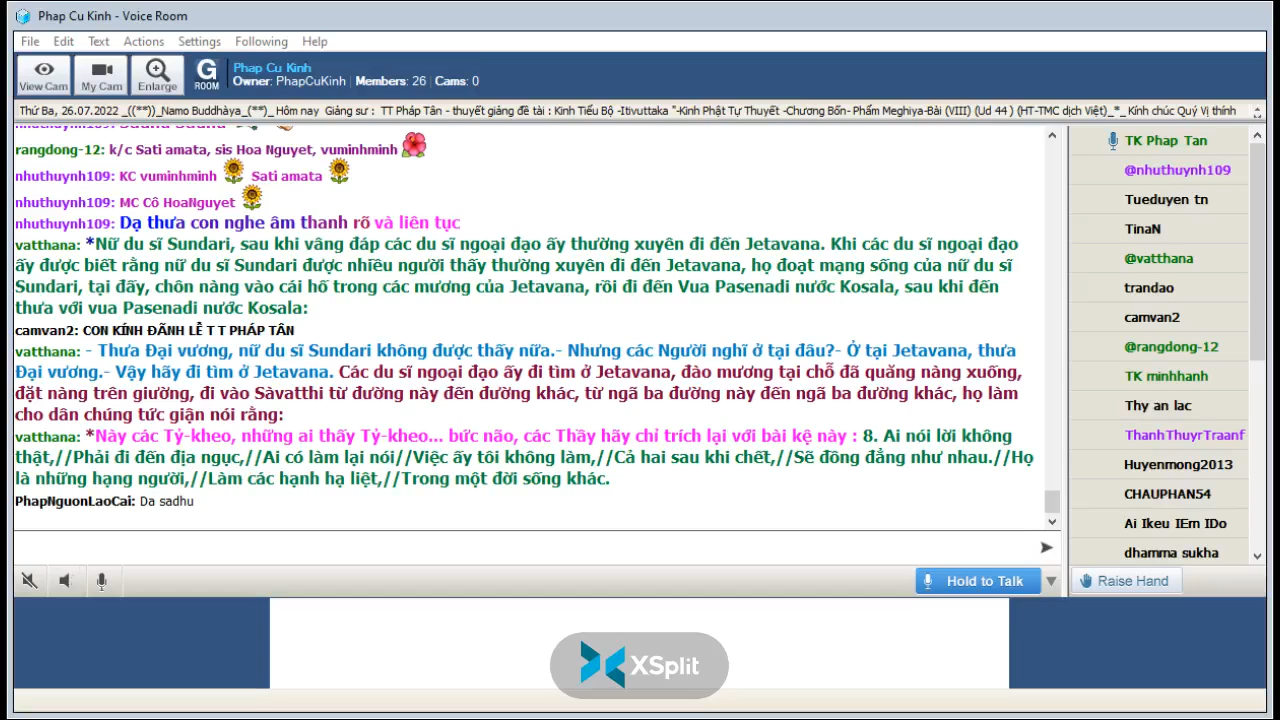 Phap Cu Kinh - Voice Room
File Edit Text Actions Settings Following Help
View Cam My Cam Enlarge G ROOM
Phap Cu Kinh
Owner: PhapCuKinh Members: 26 Cams: 0
Thứ Ba, 26.07.2022 _((**))_Namo Buddhàya_(**)_ Hôm nay Giảng sư : TT Pháp Tân - thuyết giảng đề tài : Kinh Tiểu Bộ -Itivuttaka "-Kinh Phật Tự Thuyết -Chương Bốn- Phẩm Meghiya-Bài (VIII) (Ud 44 ) (HT-TMC dịch Việt)_*_ Kính chúc Quý Vị thính
rangdong-12: k/c Sati amata, sis Hoa Nguyet, vuminhminh
nhuthuynh109: KC vuminhminh Sati amata
nhuthuynh109: MC Cô HoaNguyet
nhuthuynh109: Dạ thưa con nghe âm thanh rõ và liên tục
vatthana: *Nữ du sĩ Sundari, sau khi vâng đáp các du sĩ ngoại đạo ấy thường xuyên đi đến Jetavana. Khi các du sĩ ngoại đạo
ấy được biết rằng nữ du sĩ Sundari được nhiều người thấy thường xuyên đi đến Jetavana, họ đoạt mạng sống của nữ du sĩ
Sundari, tại đấy, chôn nàng vào cái hố trong các mương của Jetavana, rồi đi đến Vua Pasenadi nước Kosala, sau khi đến
thưa với vua Pasenadi nước Kosala:
camvan2: CON KÍNH ĐÃNH LỄ T T PHÁP TÂN
vatthana: - Thưa Đại vương, nữ du sĩ Sundari không được thấy nữa.- Nhưng các Người nghĩ ở tại đâu?- Ở tại Jetavana, thưa
Đại vương.- Vậy hãy đi tìm ở Jetavana. Các du sĩ ngoại đạo ấy đi tìm ở Jetavana, đào mương tại chỗ đã quăng nàng xuống,
đặt nàng trên giường, đi vào Sàvatthi từ đường này đến đường khác, từ ngã ba đường này đến ngã ba đường khác, họ làm
cho dân chúng tức giận nói rằng:
vatthana: *Này các Tỷ-kheo, những ai thấy Tỷ-kheo... bức não, các Thầy hãy chỉ trích lại với bài kệ này : 8. Ai nói lời không
thật,//Phải đi đến địa ngục,//Ai có làm lại nói//Việc ấy tôi không làm,//Cả hai sau khi chết,//Sẽ đồng đẳng như nhau.//Họ
là những hạng người,//Làm các hạnh hạ liệt,//Trong một đời sống khác.
PhapNguonLaoCai: Da sadhu
TK Phap Tan
@nhuthuynh109
Tueduyen tn
TinaN
@vatthana
trandao
camvan2
@rangdong-12
TK minhhanh
Thy an lac
ThanhThuyrTraanf
Huyenmong2013
CHAUPHAN54
Ai Ikeu IEm IDo
dhamma sukha
Hold to Talk
Raise Hand
XSplit